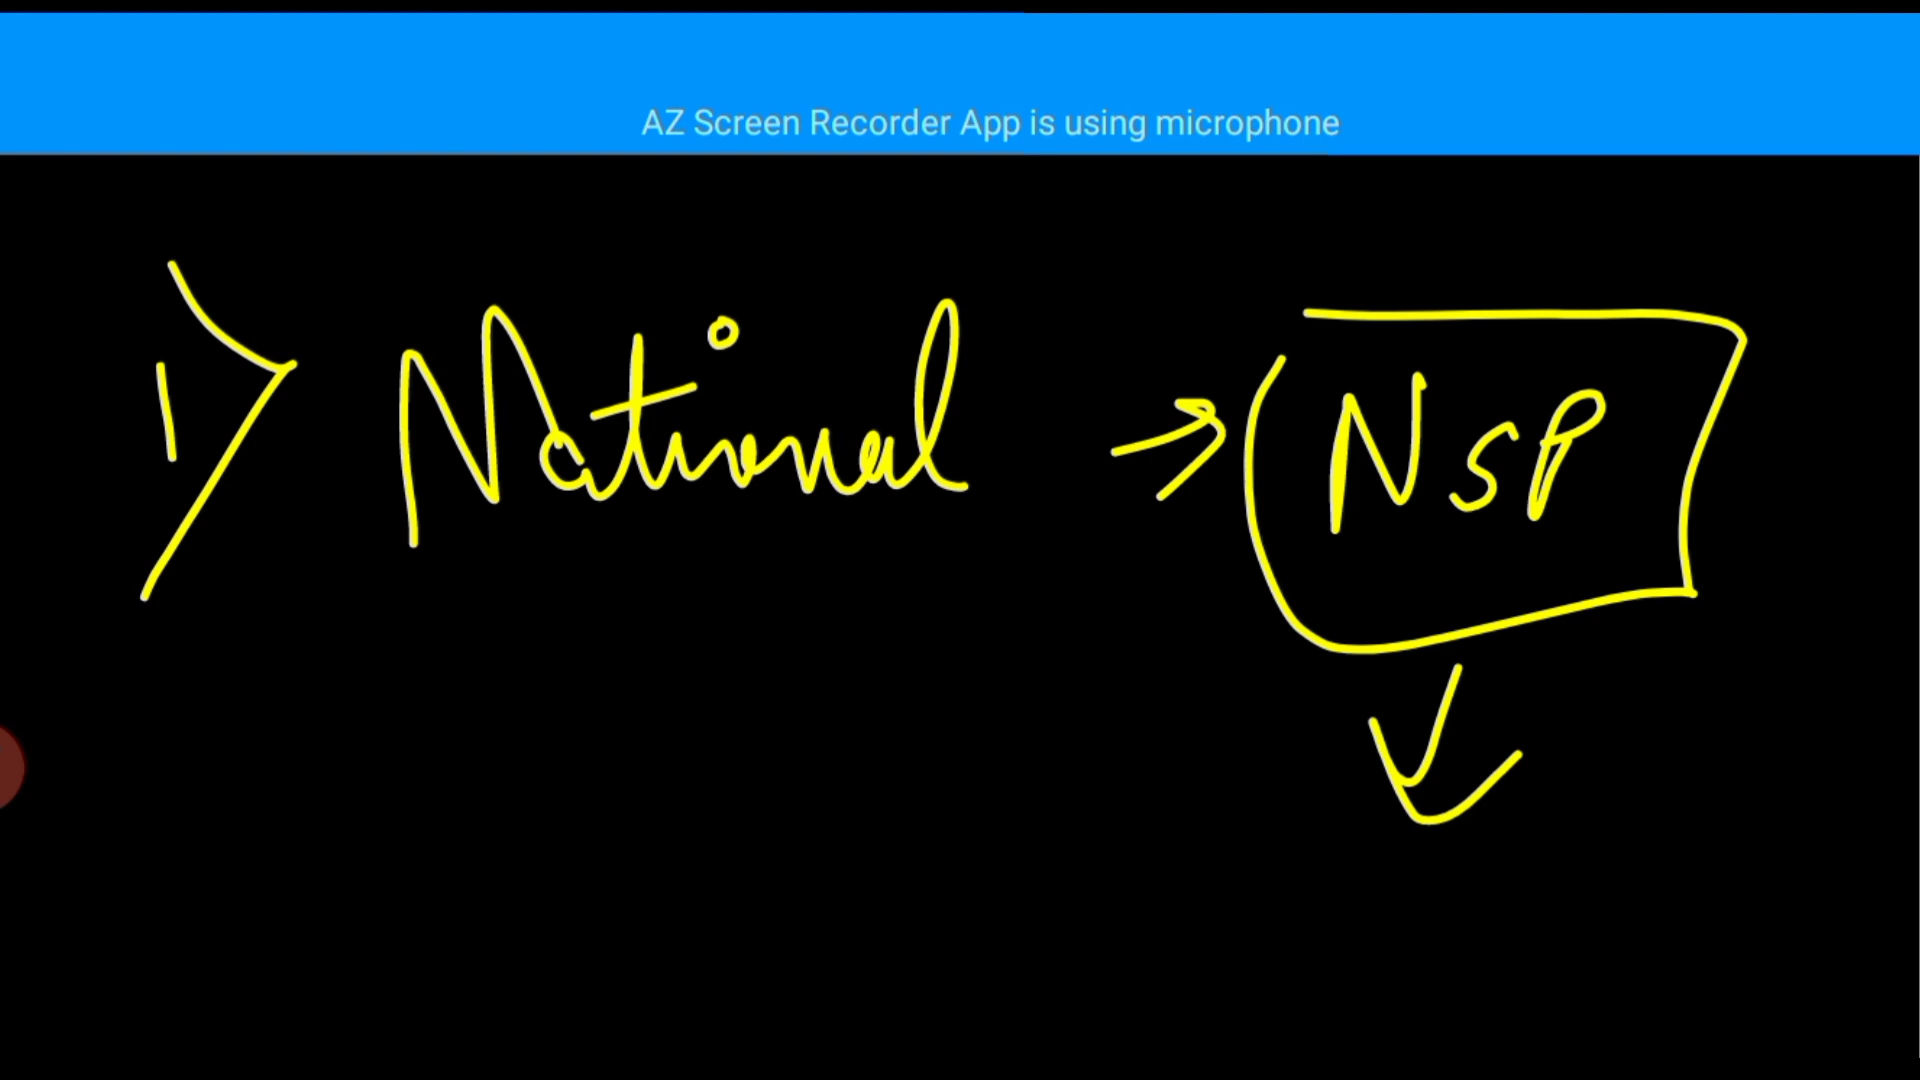 AZ Screen Recorder App is using microphone
1) National → NSP